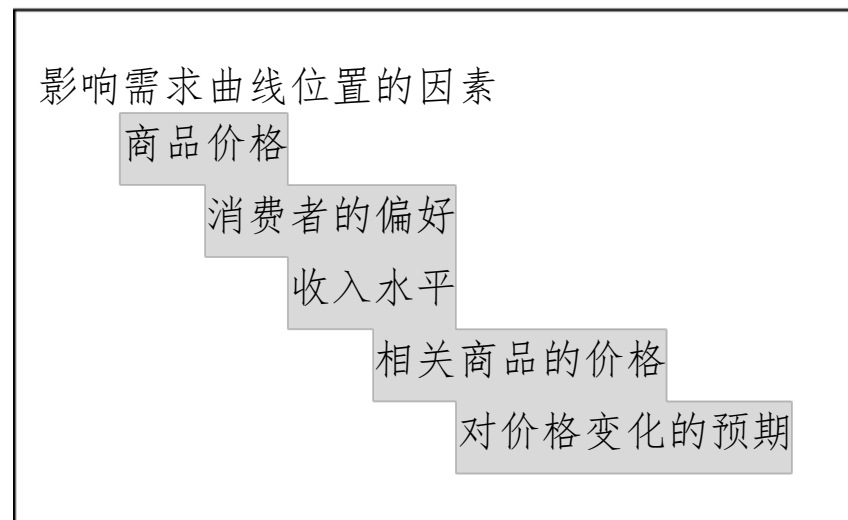 影响需求曲线位置的因素
商品价格
消费者的偏好
收入水平
相关商品的价格
对价格变化的预期